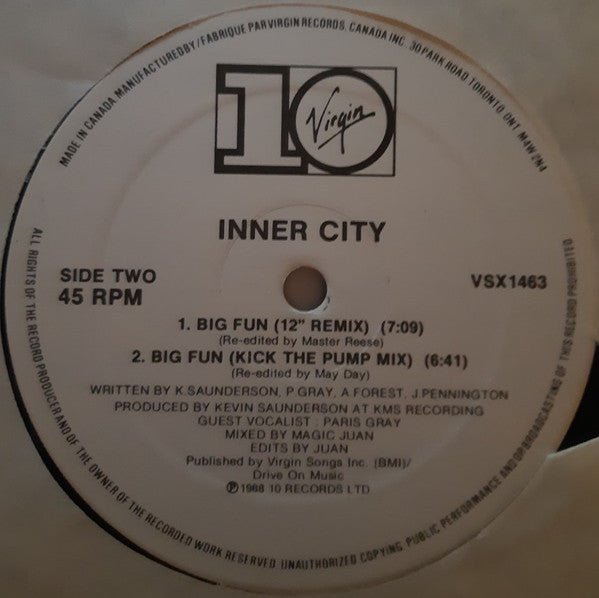 MADE IN CANADA. MANUFACTURED BY / FABRIQUE PAR VIRGIN RECORDS, CANADA INC. 30 PARK ROAD, TORONTO, ONT. M4W 2N4
10
Virgin
INNER CITY
SIDE TWO
45 RPM
VSX1463
1. BIG FUN (12" REMIX) (7:09)
(Re-edited by Master Reese)
2. BIG FUN (KICK THE PUMP MIX) (6:41)
(Re-edited by May Day)
WRITTEN BY K.SAUNDERSON, P.GRAY, A FOREST, J.PENNINGTON
PRODUCED BY KEVIN SAUNDERSON AT KMS RECORDING
GUEST VOCALIST : PARIS GRAY
MIXED BY MAGIC JUAN
EDITS BY JUAN
Published by Virgin Songs Inc. (BMI)/
Drive On Music
Ⓟ1988 10 RECORDS LTD
ALL RIGHTS OF THE RECORD PRODUCER AND OF THE OWNER OF THE RECORDED WORK RESERVED. UNAUTHORIZED COPYING, PUBLIC PERFORMANCE AND OR BROADCASTING OF THIS RECORD PROHIBITED.